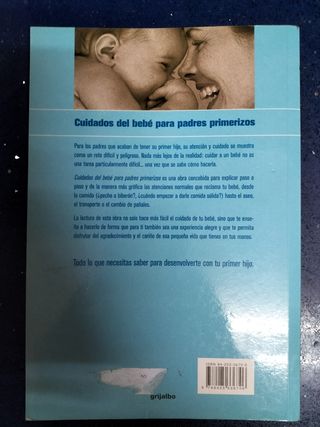 Cuidados del bebé para padres primerizos
Para los padres que acaban de tener su primer hijo, su atención y cuidado se muestra
como un reto difícil y peligroso. Nada más lejos de la realidad: cuidar a un bebé no es
una tarea particularmente difícil... una vez que se sabe cómo hacerla.
Cuidados del bebé para padres primerizos es una obra concebida para explicar paso a
paso y de la manera más gráfica las atenciones normales que reclama tu bebé, desde
la comida (¿pecho o biberón?, ¿cuándo empezar a darle comida sólida?) hasta el aseo,
el transporte o el cambio de pañales.
La lectura de esta obra no solo hace más fácil el cuidado de tu bebé, sino que te ense-
ña a hacerlo de forma que para ti también sea una experiencia alegre y que te permita
disfrutar del agradecimiento y el cariño de esa pequeña vida que tienes en tus manos.
Todo lo que necesitas saber para desenvolverte con tu primer hijo.
grijalbo